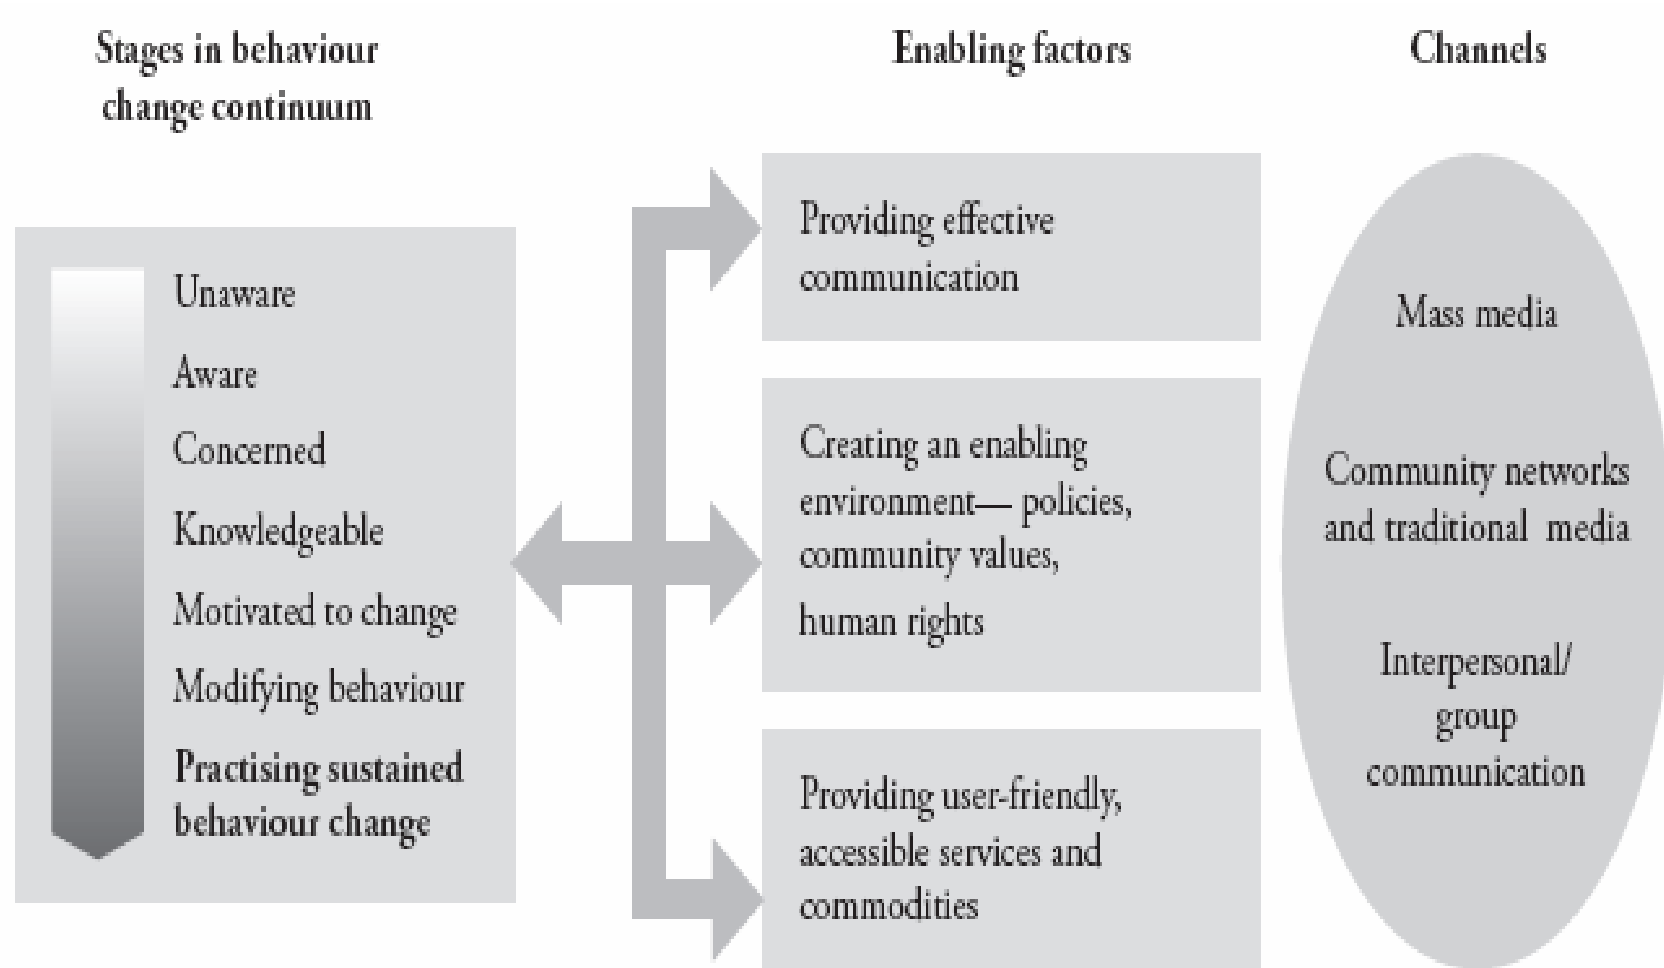 Stages in behaviour
change continuum
Unaware
Aware
Concerned
Knowledgeable
Motivated to change
Modifying behaviour
Practising sustained
behaviour change
Enabling factors
Providing effective
communication
Creating an enabling
environment— policies,
community values,
human rights
Providing user-friendly,
accessible services and
commodities
Channels
Mass media
Community networks
and traditional media
Interpersonal/
group
communication